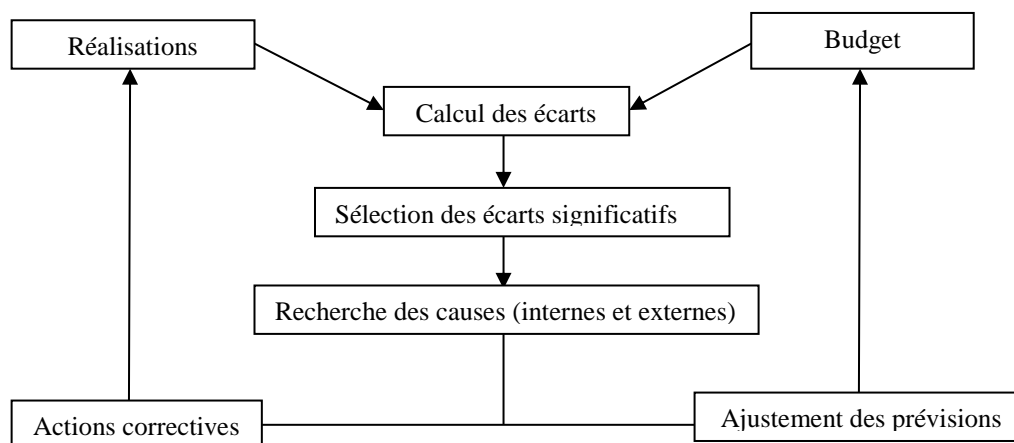 Réalisations
Budget
Calcul des écarts
Sélection des écarts significatifs
Recherche des causes (internes et externes)
Actions correctives
Ajustement des prévisions